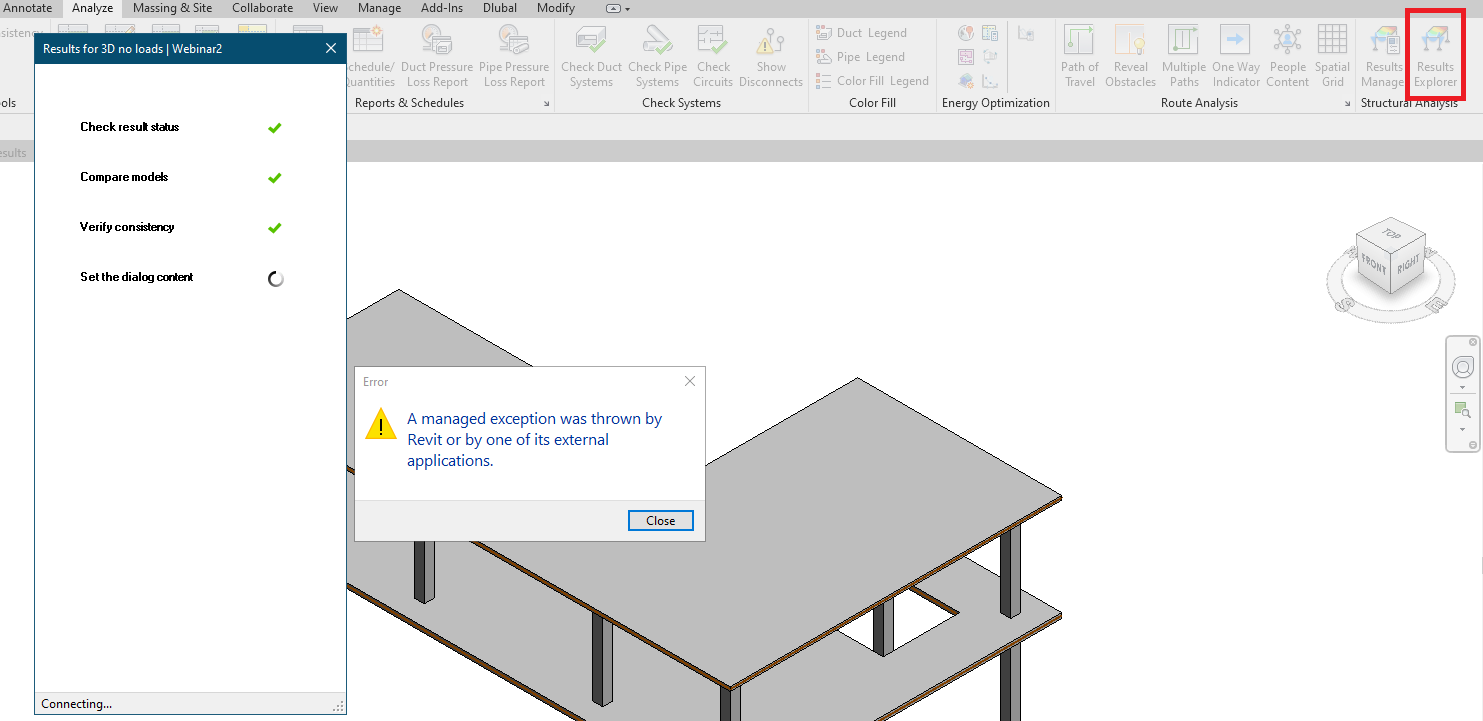 Annotate Analyze Massing & Site Collaborate View Manage Add-Ins Dlubal Modify
Results for 3D no loads | Webinar2
Check result status
Compare models
Verify consistency
Set the dialog content
Connecting...
Duct Pressure
Loss Report
Pipe Pressure
Loss Report
Reports & Schedules
Check Duct
Systems
Check Pipe
Systems
Check
Circuits
Show
Disconnects
Check Systems
Duct Legend
Pipe Legend
Color Fill Legend
Color Fill
Energy Optimization
Path of
Travel
Reveal
Obstacles
Multiple
Paths
One Way
Indicator
People
Content
Spatial
Grid
Route Analysis
Results
Manage
Results
Explorer
Structural Analysis
TOP
FRONT
RIGHT
Error
A managed exception was thrown by
Revit or by one of its external
applications.
Close